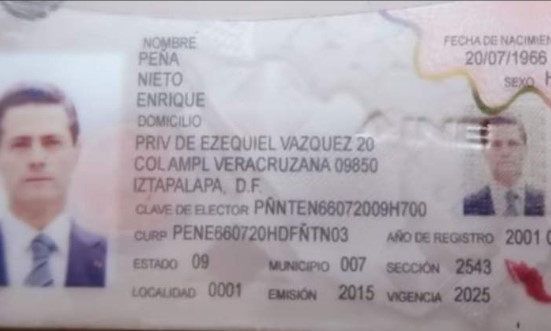 NOMBRE
PEÑA
NIETO
ENRIQUE
DOMICILIO
PRIV DE EZEQUIEL VAZQUEZ 20
COL AMPL VERACRUZANA 09850
IZTAPALAPA, D.F.
FECHA DE NACIMIEN
20/07/1966
SEXO H
INE
CLAVE DE ELECTOR PÑNTEN66072009H700
CURP PENE660720HDFÑTN03 AÑO DE REGISTRO 2001 0
ESTADO 09 MUNICIPIO 007 SECCIÓN 2543
LOCALIDAD 0001 EMISIÓN 2015 VIGENCIA 2025